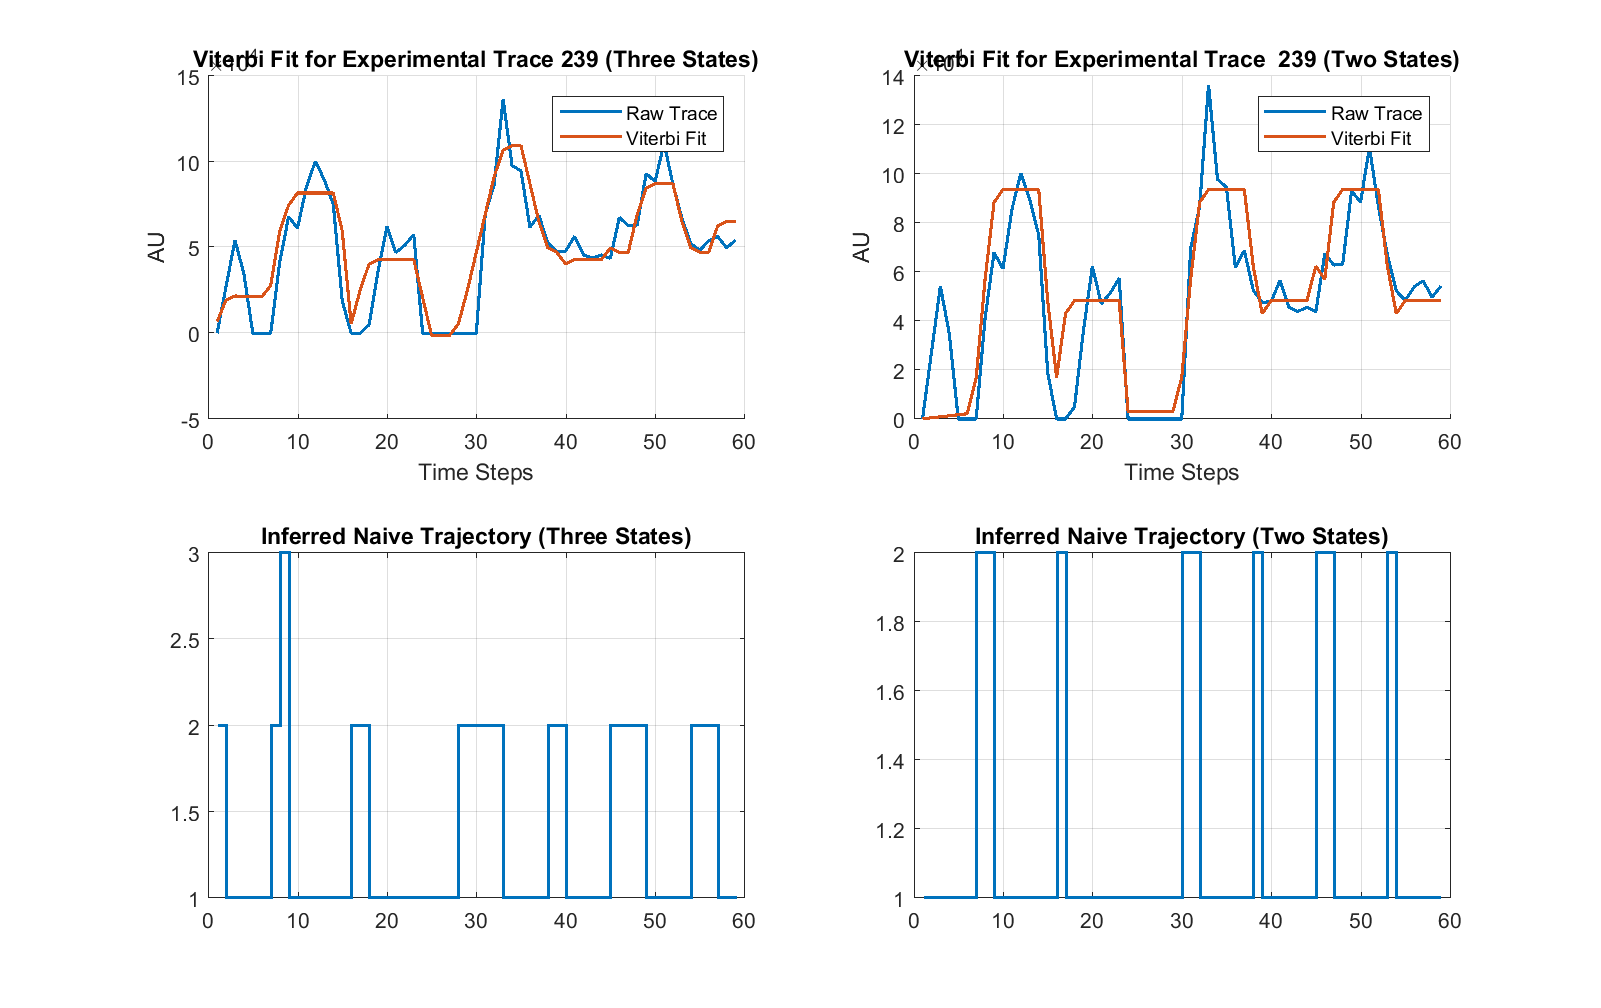 Viterbi Fit for Experimental Trace 239 (Three States)
×10⁴
15
10
5
0
-5
AU
0 10 20 30 40 50 60
Time Steps
Raw Trace
Viterbi Fit
Viterbi Fit for Experimental Trace  239 (Two States)
×10⁴
14
12
10
8
6
4
2
0
AU
0 10 20 30 40 50 60
Time Steps
Raw Trace
Viterbi Fit
Inferred Naive Trajectory (Three States)
3
2.5
2
1.5
1
0 10 20 30 40 50 60
Inferred Naive Trajectory (Two States)
2
1.8
1.6
1.4
1.2
1
0 10 20 30 40 50 60